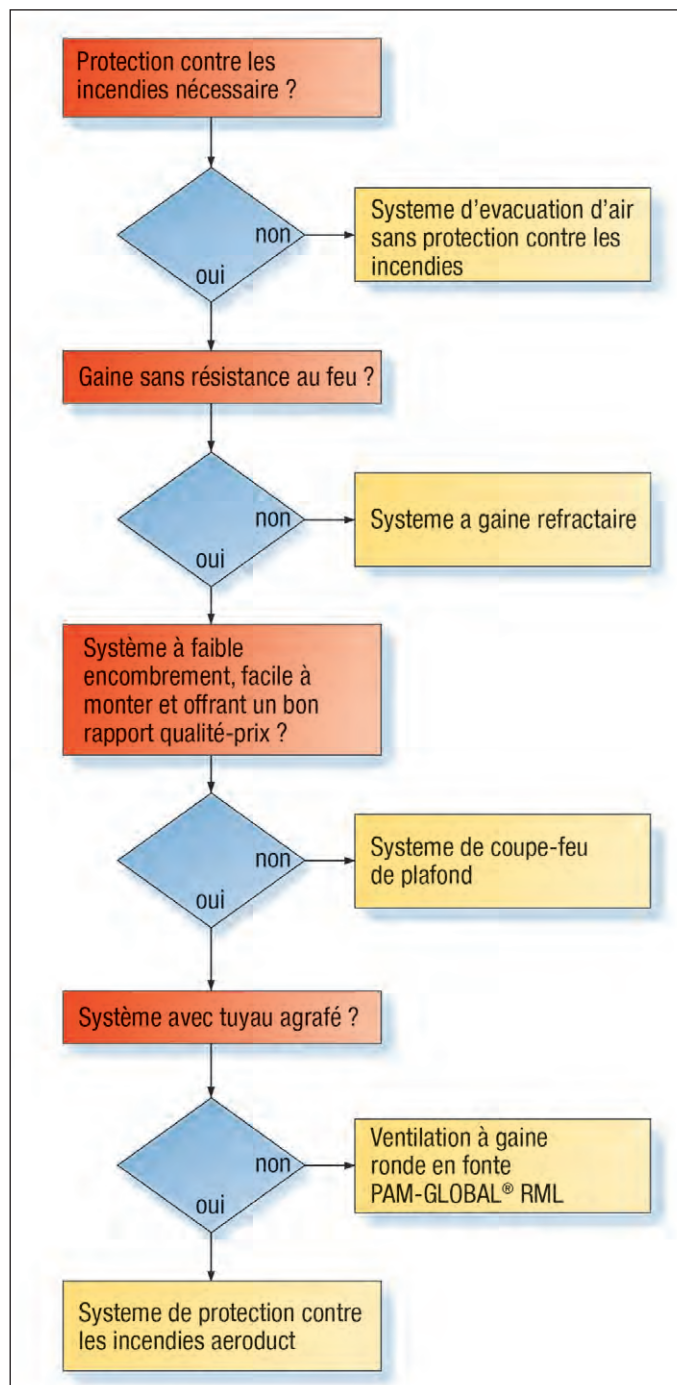 Protection contre les
incendies nécessaire ?
non
oui
Systeme d'evacuation d'air
sans protection contre les
incendies
Gaine sans résistance au feu ?
non
oui
Systeme a gaine refractaire
Système à faible
encombrement, facile à
monter et offrant un bon
rapport qualité-prix ?
non
oui
Systeme de coupe-feu
de plafond
Système avec tuyau agrafé ?
non
oui
Ventilation à gaine
ronde en fonte
PAM-GLOBAL® RML
Systeme de protection contre
les incendies aeroduct